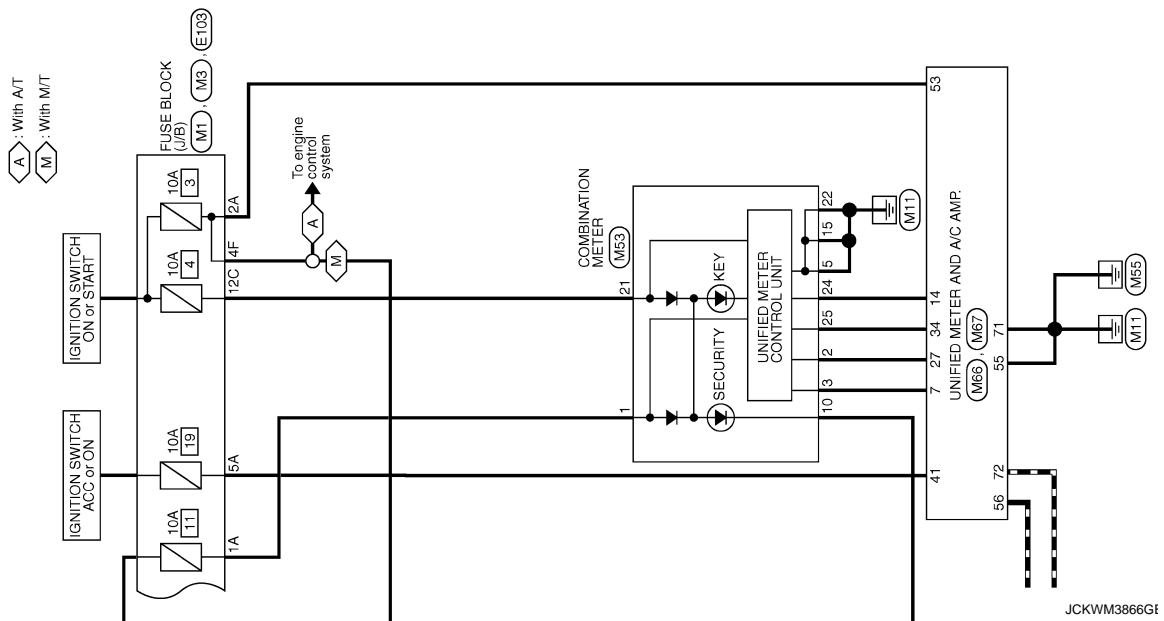 A : With A/T
M : With M/T
FUSE BLOCK
(J/B)
M1 , M3 , E103
IGNITION SWITCH
ON or START
IGNITION SWITCH
ACC or ON
10A
3
10A
4
10A
19
10A
11
2A
4F
12C
5A
1A
To engine
control
system
A
M
COMBINATION
METER
M53
21
1
KEY
SECURITY
UNIFIED METER
CONTROL UNIT
22
15
5
24
25
2
3
10
M11
53
14
34
27
7
41
UNIFIED METER AND A/C AMP.
M66 , M67
71
55
72
56
M55
M11
JCKWM3866GE